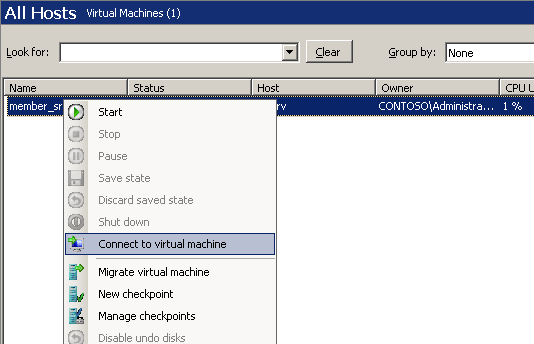 All Hosts Virtual Machines (1)
Look for: Clear Group by: None
Name Status Host Owner CPU U
member_sr rv CONTOSO\Administra... 1 %
Start
Stop
Pause
Save state
Discard saved state
Shut down
Connect to virtual machine
Migrate virtual machine
New checkpoint
Manage checkpoints
Disable undo disks